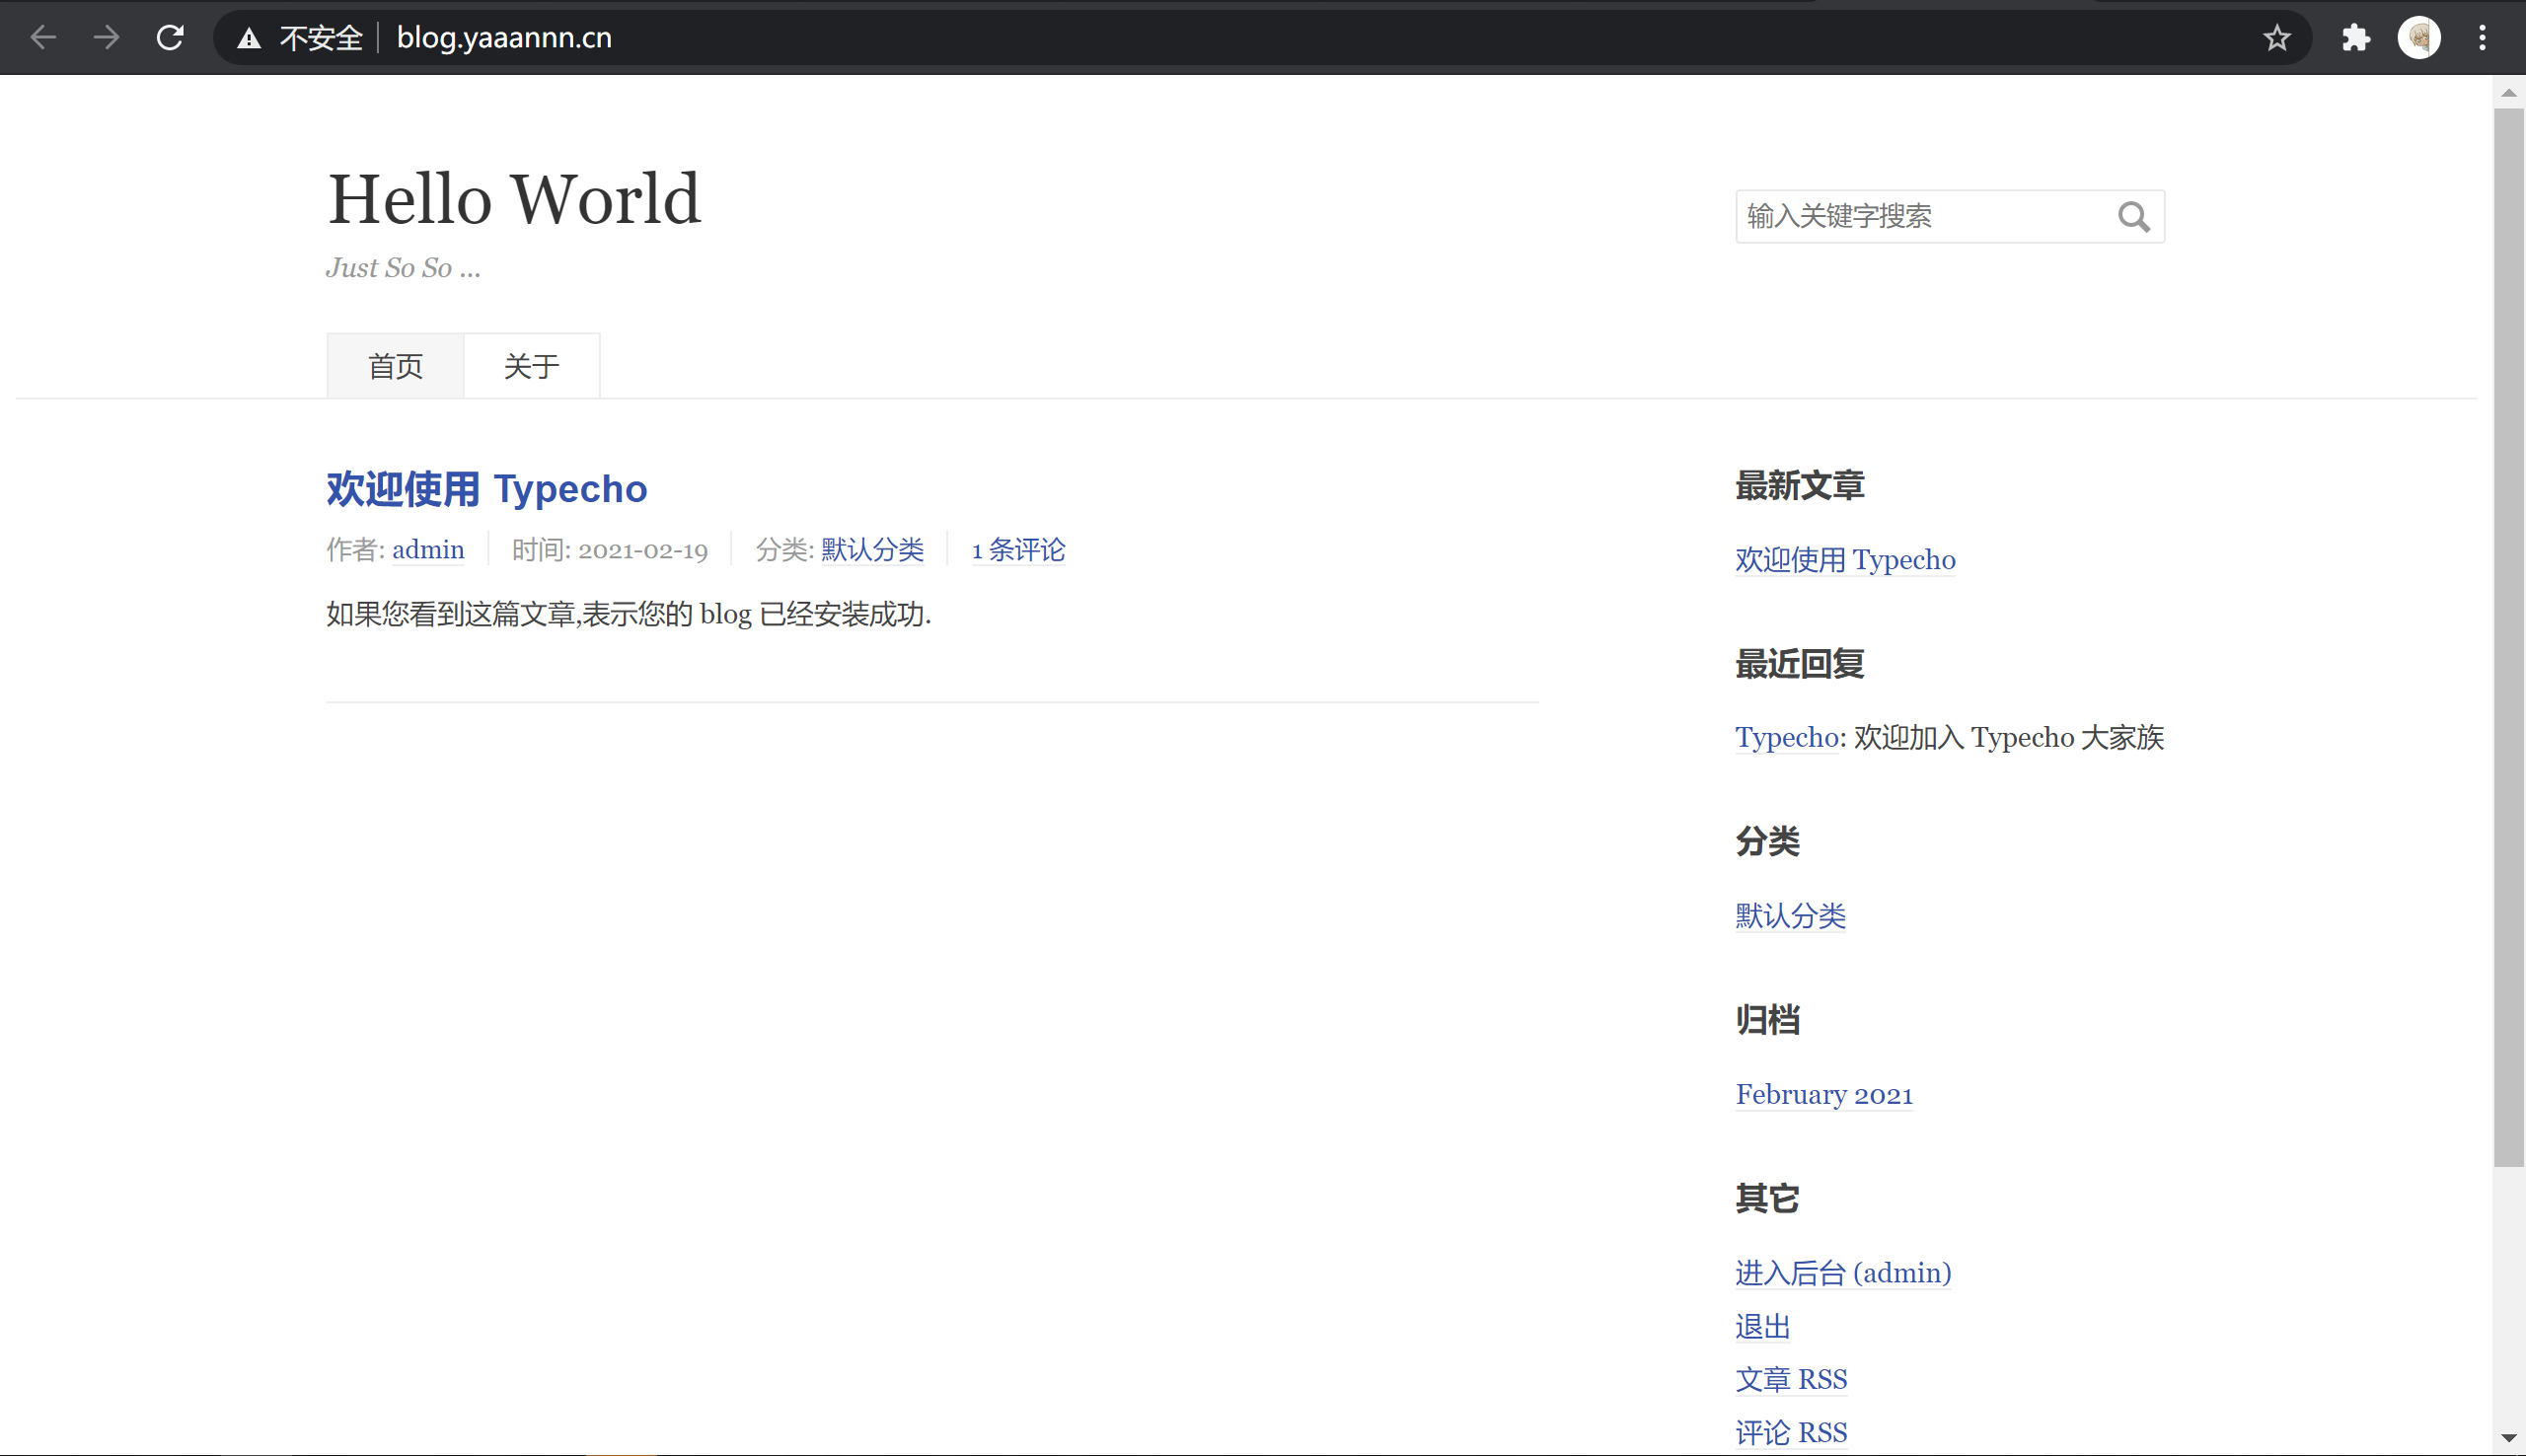 不安全 blog.yaaannn.cn
Hello World
输入关键字搜索
Just So So ...
首页 关于
欢迎使用 Typecho
作者: admin 时间: 2021-02-19 分类: 默认分类 1 条评论
如果您看到这篇文章,表示您的 blog 已经安装成功.
最新文章
欢迎使用 Typecho
最近回复
Typecho: 欢迎加入 Typecho 大家族
分类
默认分类
归档
February 2021
其它
进入后台 (admin)
退出
文章 RSS
评论 RSS